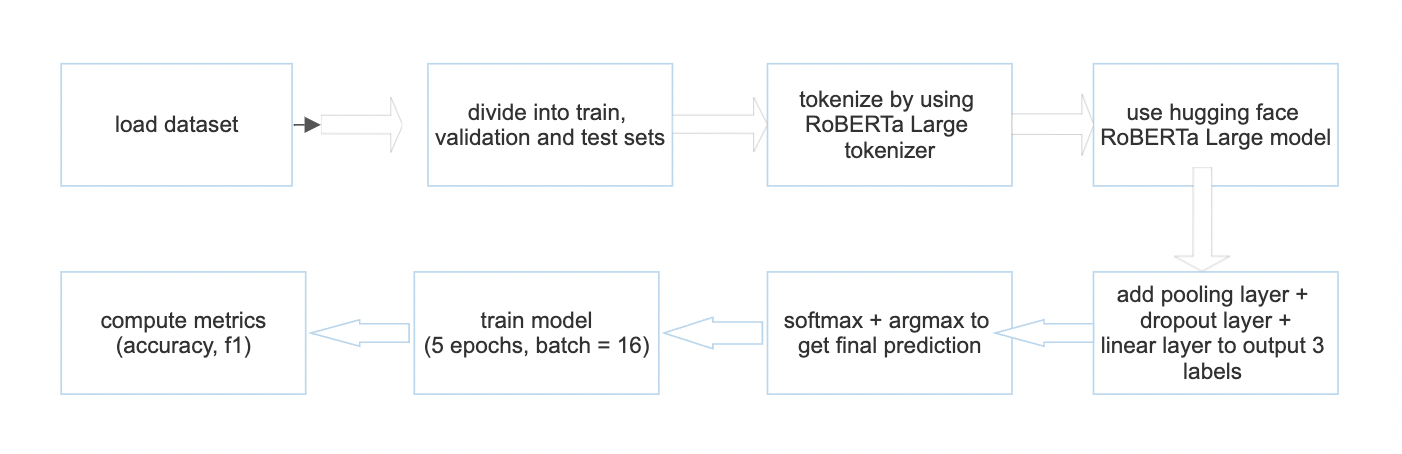 load dataset
divide into train,
validation and test sets
tokenize by using
RoBERTa Large
tokenizer
use hugging face
RoBERTa Large model
add pooling layer +
dropout layer +
linear layer to output 3
labels
softmax + argmax to
get final prediction
train model
(5 epochs, batch = 16)
compute metrics
(accuracy, f1)